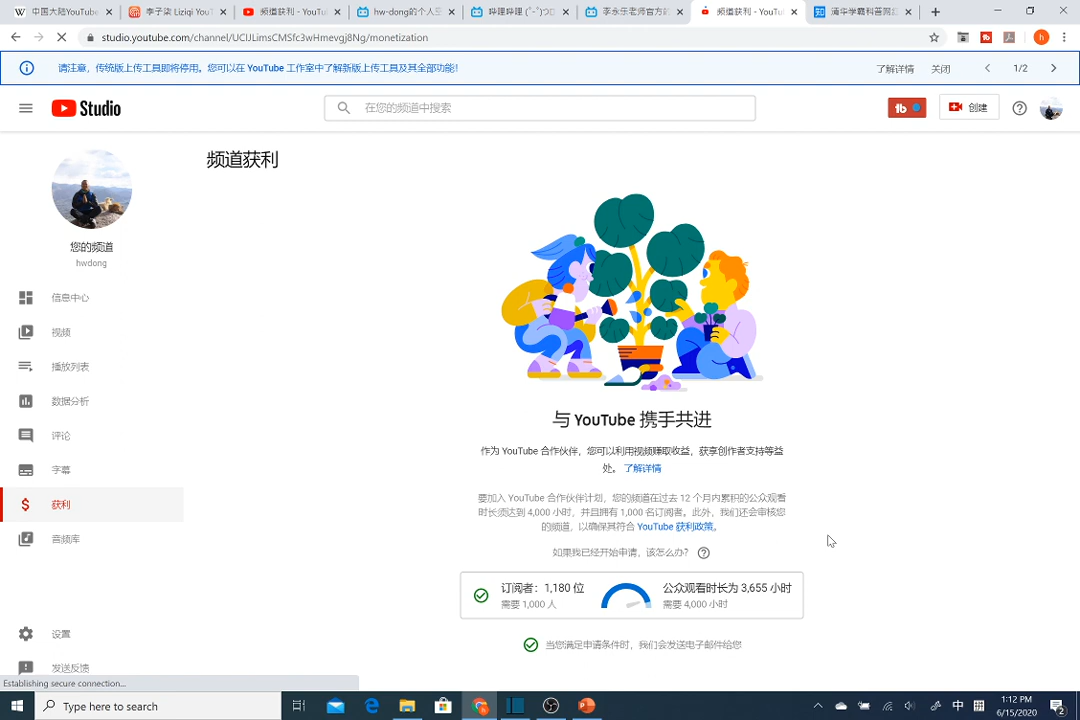 中国大陆YouTube
李子柒 Liziqi You
频道获利 - YouTu
hw-dong的个人空
哔哩哔哩 (゜-゜)つロ
李永乐老师官方的
频道获利 - YouTu
清华学霸科普网红
studio.youtube.com/channel/UClJLimsCMSfc3wHmevgj8Ng/monetization
请注意，传统版上传工具即将停用。您可以在 YouTube 工作室中了解新版上传工具及其全部功能！
了解详情 关闭 1/2
Studio
在您的频道中搜索
tb
创建
频道获利
您的频道
hwdong
信息中心
视频
播放列表
数据分析
评论
字幕
获利
音频库
设置
发送反馈
与 YouTube 携手共进
作为 YouTube 合作伙伴，您可以利用视频赚取收益，获享创作者支持等益
处。 了解详情
要加入 YouTube 合作伙伴计划，您的频道在过去 12 个月内累积的公众观看
时长须达到 4,000 小时，并且拥有 1,000 名订阅者。此外，我们还会审核您
的频道，以确保其符合 YouTube 获利政策。
如果我已经开始申请，该怎么办？
订阅者：1,180 位
需要 1,000 人
公众观看时长为 3,655 小时
需要 4,000 小时
当您满足申请条件时，我们会发送电子邮件给您
Establishing secure connection...
Type here to search
中
拼
1:12 PM
6/15/2020
2